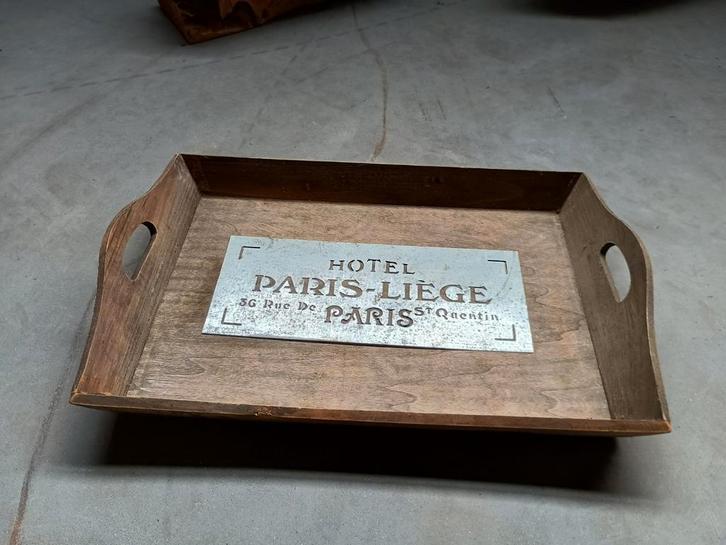 HOTEL
PARIS-LIÈGE
36 Rue De St Quentin
PARIS